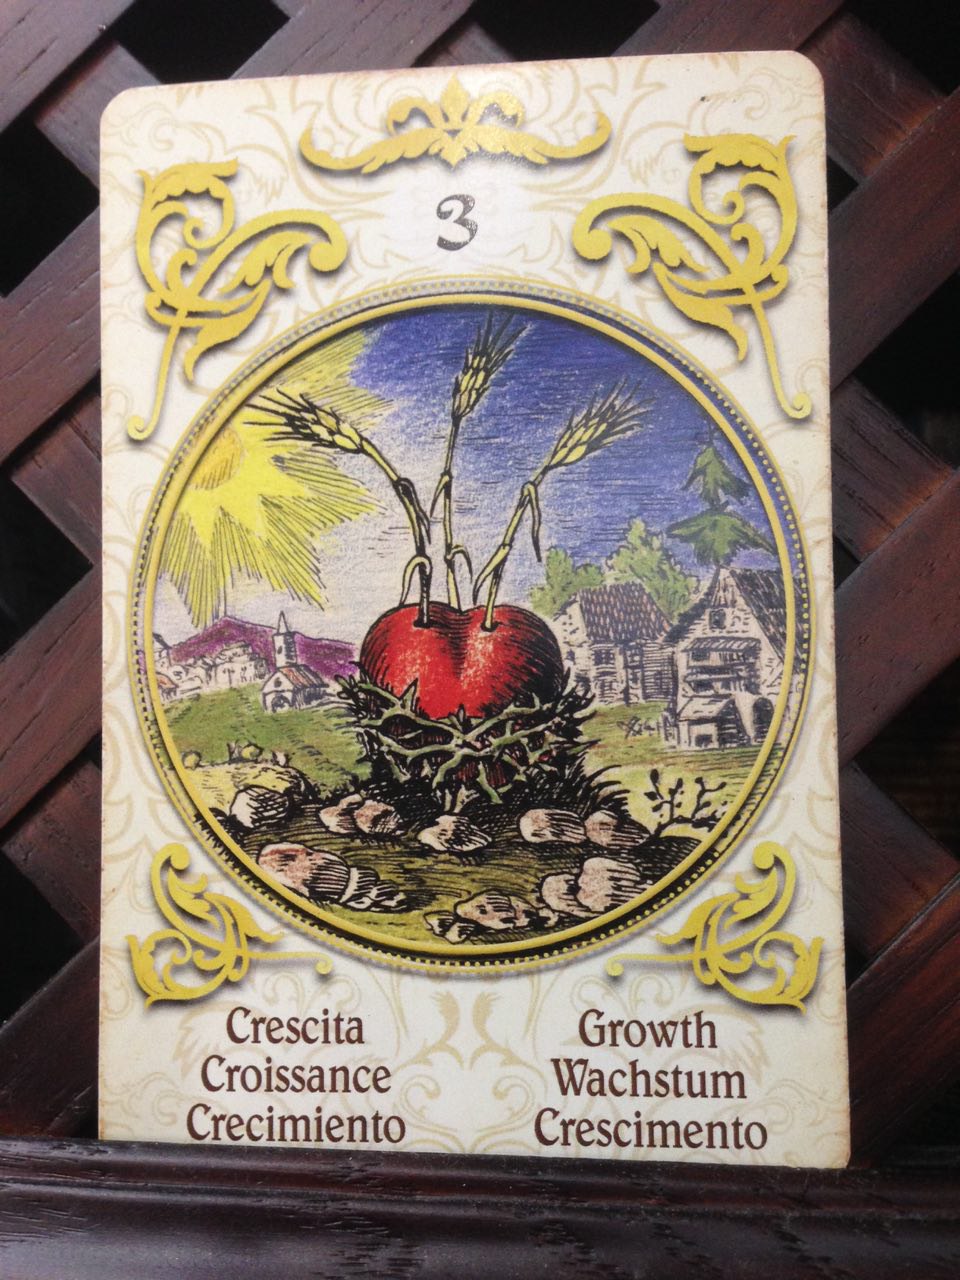 3
Crescita
Croissance
Crecimiento
Growth
Wachstum
Crescimento